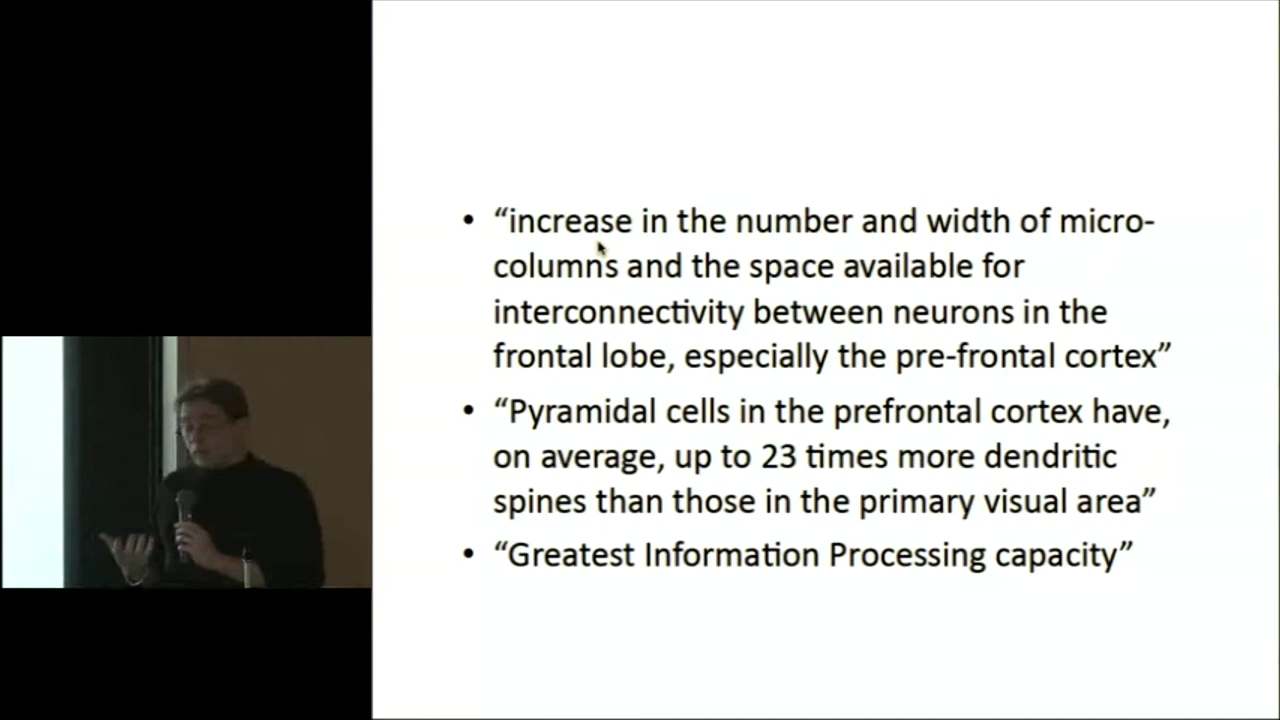 • “increase in the number and width of micro-
columns and the space available for
interconnectivity between neurons in the
frontal lobe, especially the pre-frontal cortex”
• “Pyramidal cells in the prefrontal cortex have,
on average, up to 23 times more dendritic
spines than those in the primary visual area”
• “Greatest Information Processing capacity”